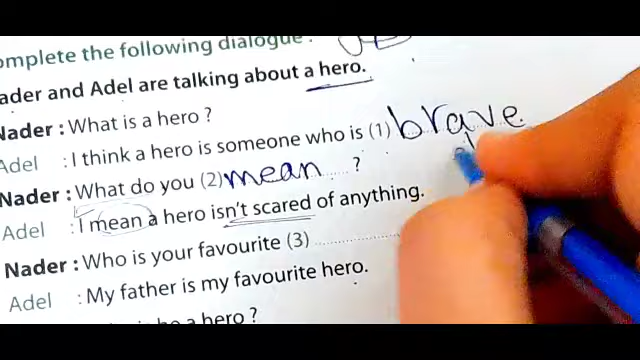 omplete the following dialogue :
ader and Adel are talking about a hero.
Nader : What is a hero ?
Adel : I think a hero is someone who is (1) brave
Nader : What do you (2) mean ?
Adel : I mean a hero isn't scared of anything.
Nader : Who is your favourite (3)
Adel : My father is my favourite hero.
a hero ?